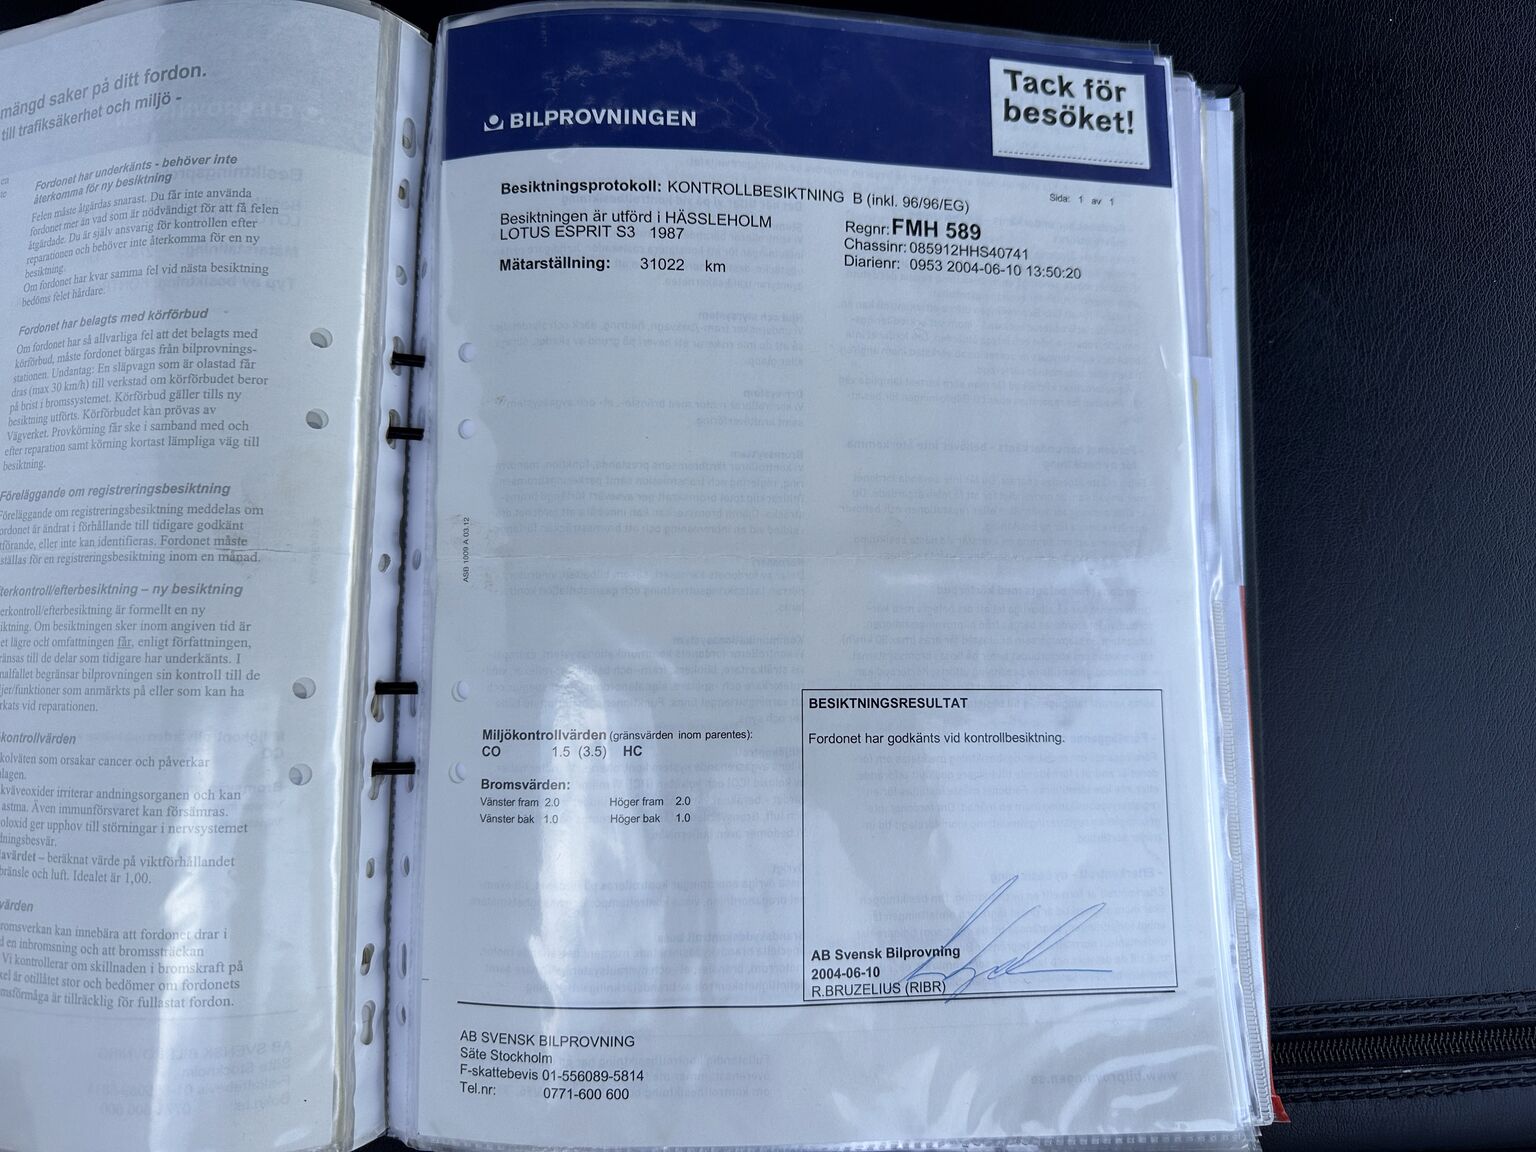 mängd saker på ditt fordon.
till trafiksäkerhet och miljö -
Fordonet har underkänts - behöver inte
återkomma för ny besiktning
Felen måste åtgärdas snarast. Du får inte använda
fordonet mer än vad som är nödvändigt för att få felen
åtgärdade. Du är själv ansvarig för kontrollen efter
reparationen och behöver inte återkomma för en ny
besiktning.
Om fordonet har kvar samma fel vid nästa besiktning
bedöms felet hårdare.
Fordonet har belagts med körförbud
Om fordonet har så allvarliga fel att det belagts med
körförbud, måste fordonet bärgas från bilprovnings-
stationen. Undantag: En släpvagn som är olastad får
dras (max 30 km/h) till verkstad om körförbudet beror
på brist i bromssystemet. Körförbud gäller tills ny
besiktning utförts. Körförbudet kan prövas av
Vägverket. Provkörning får ske i samband med och
efter reparation samt körning kortast lämpliga väg till
besiktning.
Föreläggande om registreringsbesiktning
Föreläggande om registreringsbesiktning meddelas om
fordonet är ändrat i förhållande till tidigare godkänt
utförande, eller inte kan identifieras. Fordonet måste
ställas för en registreringsbesiktning inom en månad.
terkontroll/efterbesiktning – ny besiktning
erkontroll/efterbesiktning är formellt en ny
iktning. Om besiktningen sker inom angiven tid är
et lägre och omfattningen får, enligt författningen,
ränsas till de delar som tidigare har underkänts. I
malfallet begränsar bilprovningen sin kontroll till de
ljer/funktioner som anmärkts på eller som kan ha
rkats vid reparationen.
kontrollvärden
kolväten som orsakar cancer och påverkar
lagen.
kväveoxider irriterar andningsorganen och kan
astma. Även immunförsvaret kan försämras.
oloxid ger upphov till störningar i nervsystemet
dningsbesvär.
avärdet – beräknat värde på viktförhållandet
bränsle och luft. Idealet är 1,00.
värden
romsverkan kan innebära att fordonet drar i
d en inbromsning och att bromssträckan
Vi kontrollerar om skillnaden i bromskraft på
xel är otillåtet stor och bedömer om fordonets
msförmåga är tillräcklig för fullastat fordon.
BILPROVNINGEN
Tack för
besöket!
Besiktningsprotokoll: KONTROLLBESIKTNING B (inkl. 96/96/EG)
Sida: 1 av 1
Besiktningen är utförd i HÄSSLEHOLM
LOTUS ESPRIT S3 1987
Regnr: FMH 589
Chassinr: 085912HHS40741
Mätarställning: 31022 km
Diarienr: 0953 2004-06-10 13:50:20
ASB 1009 A 03.12
Miljökontrollvärden (gränsvärden inom parentes):
CO 1.5 (3.5) HC
Bromsvärden:
Vänster fram 2.0 Höger fram 2.0
Vänster bak 1.0 Höger bak 1.0
BESIKTNINGSRESULTAT
Fordonet har godkänts vid kontrollbesiktning.
AB Svensk Bilprovning
2004-06-10
R.BRUZELIUS (RIBR)
AB SVENSK BILPROVNING
Säte Stockholm
F-skattebevis 01-556089-5814
Tel.nr: 0771-600 600